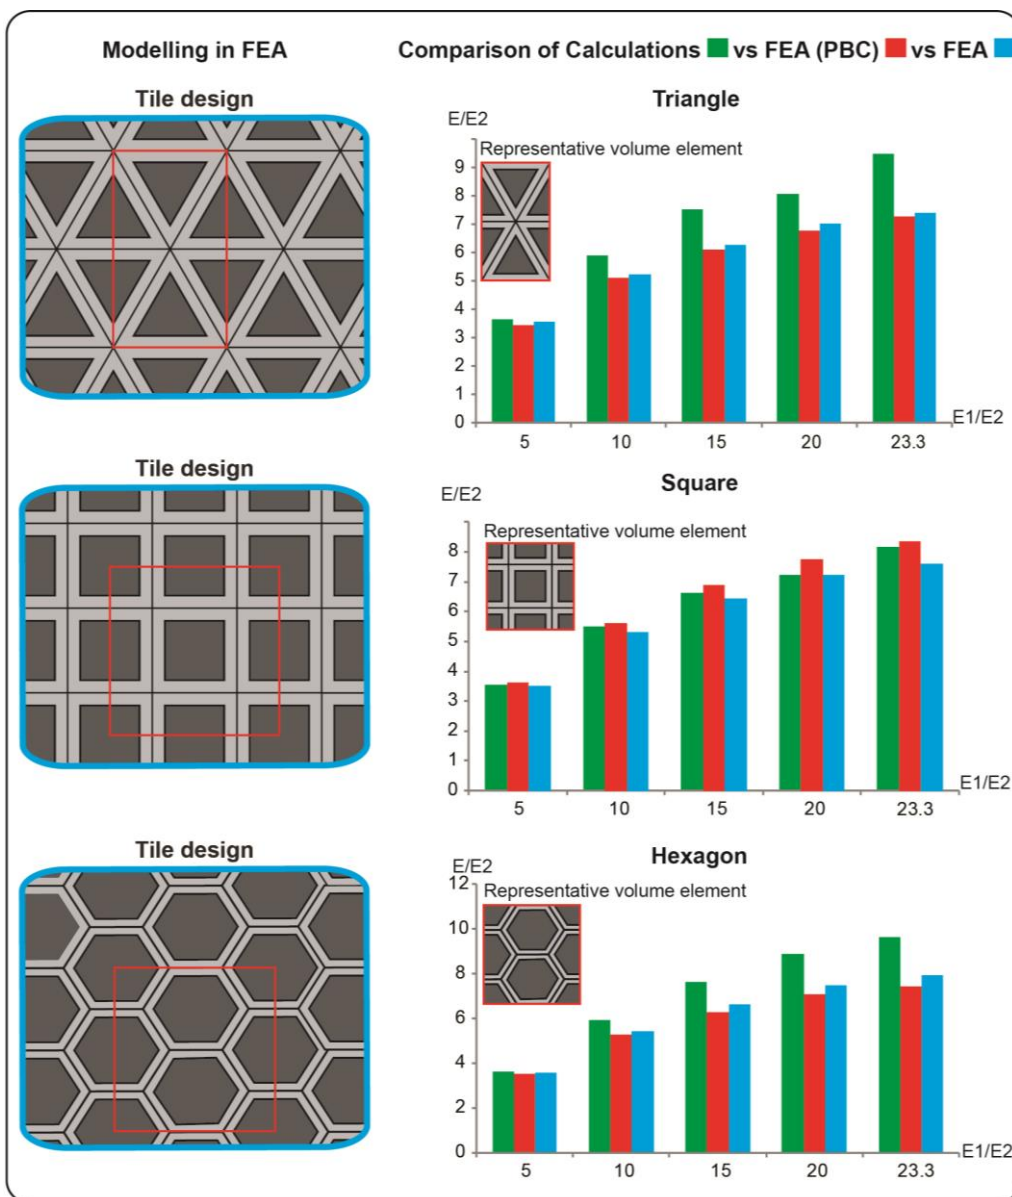 Modelling in FEA
Comparison of Calculations vs FEA (PBC) vs FEA
Tile design
Triangle
E/E2
Representative volume element
9
8
7
6
5
4
3
2
1
0
5 10 15 20 23.3
E1/E2
Tile design
Square
E/E2
Representative volume element
8
7
6
5
4
3
2
1
0
5 10 15 20 23.3
E1/E2
Tile design
Hexagon
E/E2
Representative volume element
12
10
8
6
4
2
0
5 10 15 20 23.3
E1/E2